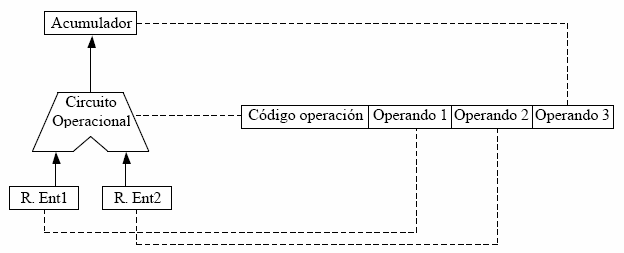 Acumulador
Circuito
Operacional
Código operación Operando 1 Operando 2 Operando 3
R. Ent1 R. Ent2